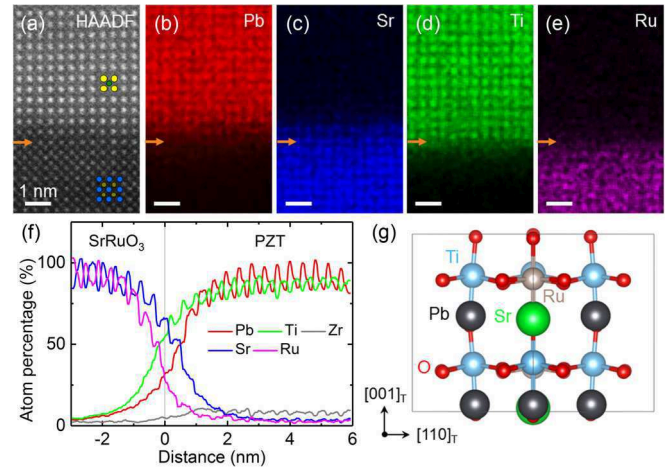 (a) HAADF
(b) Pb
(c) Sr
(d) Ti
(e) Ru
1 nm
(f)
SrRuO3 PZT
Atom percentage (%)
100
50
0
Pb Ti Zr
Sr Ru
-2 0 2 4 6
Distance (nm)
(g)
Ti
Ru
Pb
Sr
O
[001]T
[110]T